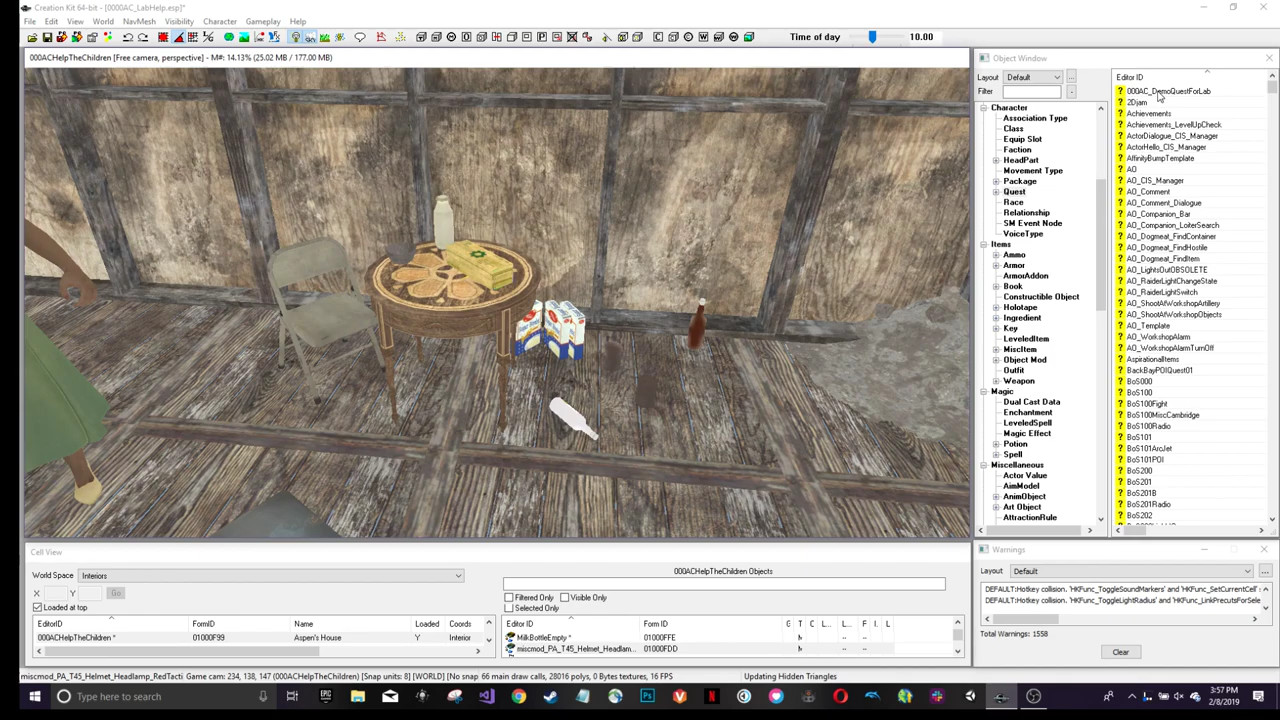 Creation Kit 64-bit - [0000AC_LabHelp.esp]*
File Edit View World NavMesh Visibility Character Gameplay Help
Time of day 10.00
000ACHelpTheChildren [Free camera, perspective] - M#: 14.13% (25.02 MB / 177.00 MB)
Object Window
Layout Default ...
Filter
Character
Association Type
Class
Equip Slot
Faction
HeadPart
Movement Type
Package
Quest
Race
Relationship
SM Event Node
VoiceType
Items
Ammo
Armor
ArmorAddon
Book
Constructible Object
Holotape
Ingredient
Key
LeveledItem
MiscItem
Object Mod
Outfit
Weapon
Magic
Dual Cast Data
Enchantment
LeveledSpell
Magic Effect
Potion
Spell
Miscellaneous
Actor Value
AimModel
AnimObject
Art Object
AttractionRule
Editor ID
000AC_DemoQuestForLab
2Djam
Achievements
Achievements_LevelUpCheck
ActorDialogue_CIS_Manager
ActorHello_CIS_Manager
AffinityBumpTemplate
AO
AO_CIS_Manager
AO_Comment
AO_Comment_Dialogue
AO_Companion_Bar
AO_Companion_LoiterSearch
AO_Dogmeat_FindContainer
AO_Dogmeat_FindHostile
AO_Dogmeat_FindItem
AO_LightsOutOBSOLETE
AO_RaiderLightChangeState
AO_RaiderLightSwitch
AO_ShootAtWorkshopArtillery
AO_ShootAtWorkshopObjects
AO_Template
AO_WorkshopAlarm
AO_WorkshopAlarmTurnOff
AspirationalItems
BackBayPOIQuest01
BoS000
BoS100
BoS100Fight
BoS100MiscCambridge
BoS100Radio
BoS101
BoS101ArcJet
BoS101POI
BoS200
BoS201
BoS201B
BoS201Radio
BoS202
Cell View
World Space Interiors
X Y Go
Loaded at top
EditorID FormID Name Loaded Coords
000ACHelpTheChildren * 01000F99 Aspen's House Y Interior
000ACHelpTheChildren Objects
Filtered Only Visible Only
Selected Only
Editor ID Form ID
MilkBottleEmpty * 01000FFE
miscmod_PA_T45_Helmet_Headlam... 01000FDD
Warnings
Layout Default ...
DEFAULT:Hotkey collision. 'HKFunc_ToggleSoundMarkers' and 'HKFunc_SetCurrentCell'
DEFAULT:Hotkey collision. 'HKFunc_ToggleLightRadius' and 'HKFunc_LinkPrecutsForSele
Total Warnings: 1558
Clear
miscmod_PA_T45_Helmet_Headlamp_RedTacti Game cam: 234, 138, 147 (000ACHelpTheChildren) [Snap units: 8] [WORLD] No snap 66 main draw calls, 28016 polys, 0 Bytes textures, 16 FPS Updating Hidden Triangles
Type here to search
3:57 PM
2/8/2019